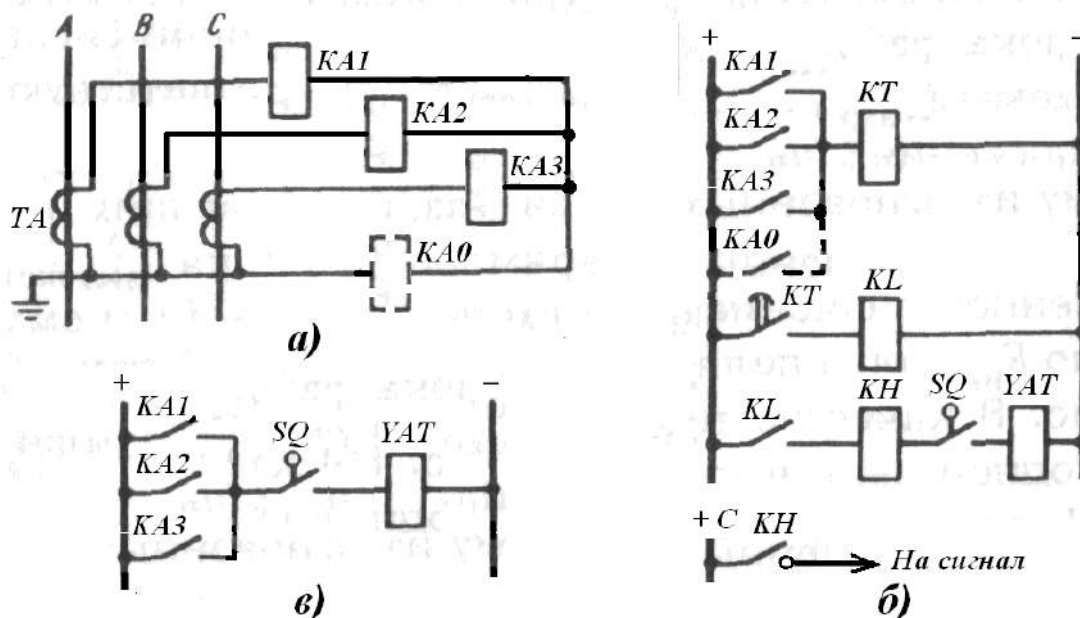 A B C
KA1
KA2
KA3
TA
KA0
а)
+ –
KA1
KA2
KA3
SQ YAT
в)
+ –
KA1
KA2
KA3
KA0
KT
KT KL
KL KH SQ YAT
+ C KH
На сигнал
б)